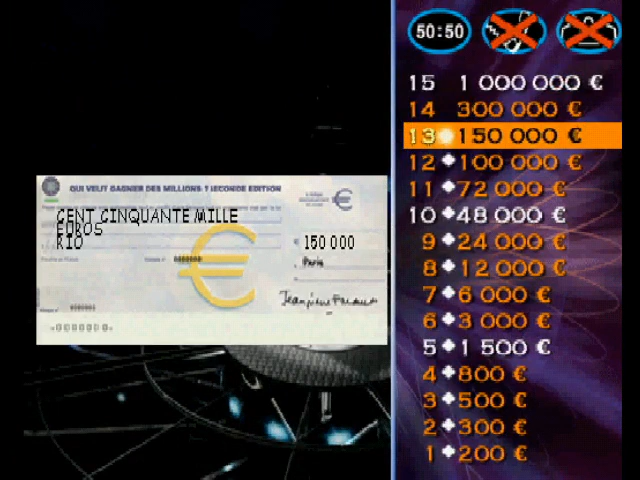 50:50
15 1 000 000 €
14 300 000 €
13 150 000 €
12 100 000 €
11 72 000 €
10 48 000 €
9 24 000 €
8 12 000 €
7 6 000 €
6 3 000 €
5 1 500 €
4 800 €
3 500 €
2 300 €
1 200 €
QUI VEUT GAGNER DES MILLIONS ? SECONDE EDITION
CENT CINQUANTE MILLE
EUROS
RIO
€ 150 000
Paris